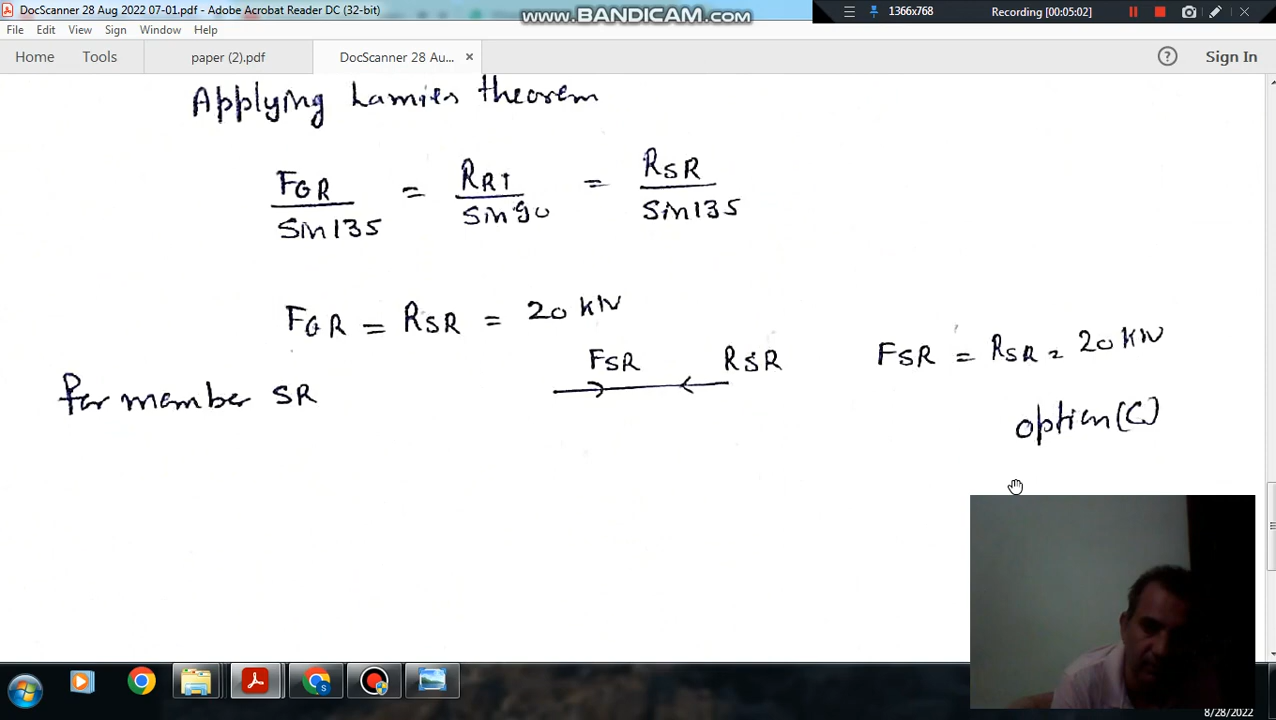 DocScanner 28 Aug 2022 07-01.pdf - Adobe Acrobat Reader DC (32-bit)
www.BANDICAM.com
1366x768
Recording [00:05:02]
File Edit View Sign Window Help
Home Tools paper (2).pdf DocScanner 28 Au... × ? Sign In
Applying Lamies theorem
FGR / Sin135 = RRT / Sin90 = RSR / Sin135
FGR = RSR = 20 KN
FSR RSR
FSR = RSR = 20 KN
For member SR
option (C)
8/28/2022